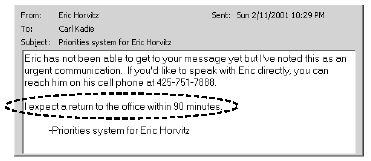 From: Eric Horvitz Sent: Sun 2/11/2001 10:29 PM
To: Carl Kadie
Subject: Priorities system for Eric Horvitz
Eric has not been able to get to your message yet but I've noted this as an
urgent communication. If you'd like to speak with Eric directly, you can
reach him on his cell phone at 425-751-7888.
I expect a return to the office within 90 minutes.
-Priorities system for Eric Horvitz